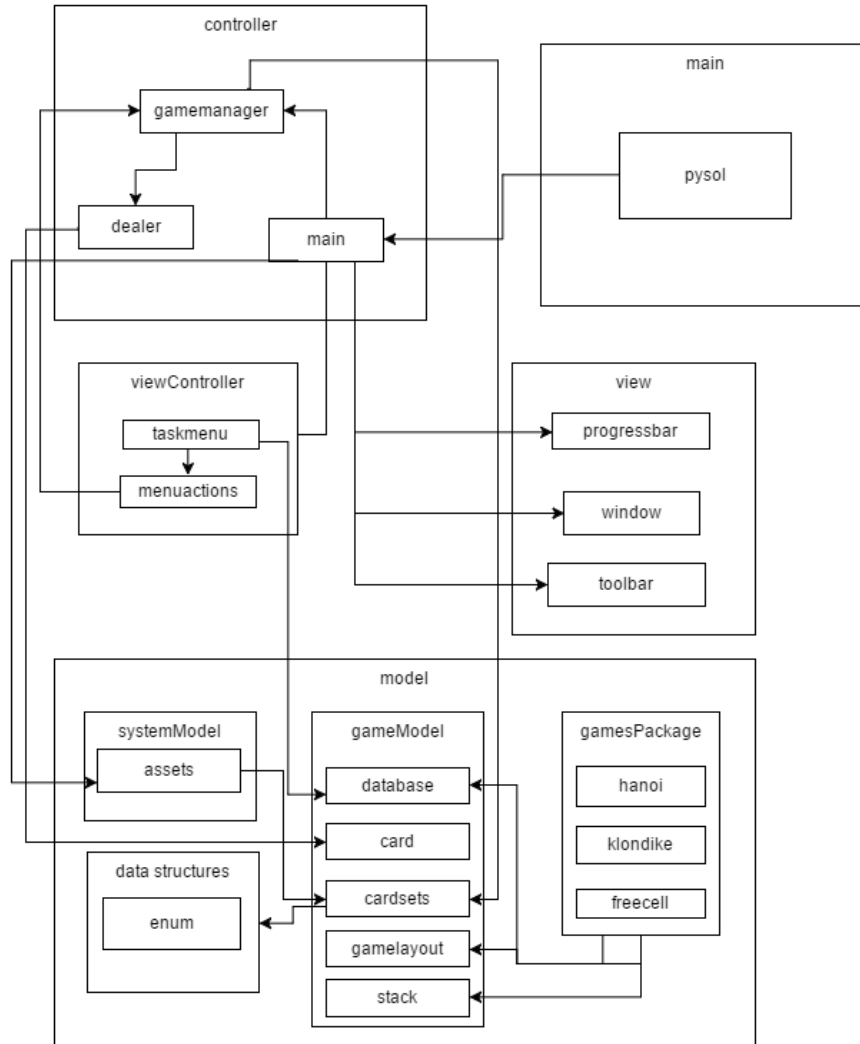 controller
main
gamemanager
pysol
dealer
main
viewController
view
taskmenu
progressbar
menuactions
window
toolbar
model
systemModel
gameModel
gamesPackage
assets
database
hanoi
card
klondike
data structures
cardsets
freecell
enum
gamelayout
stack